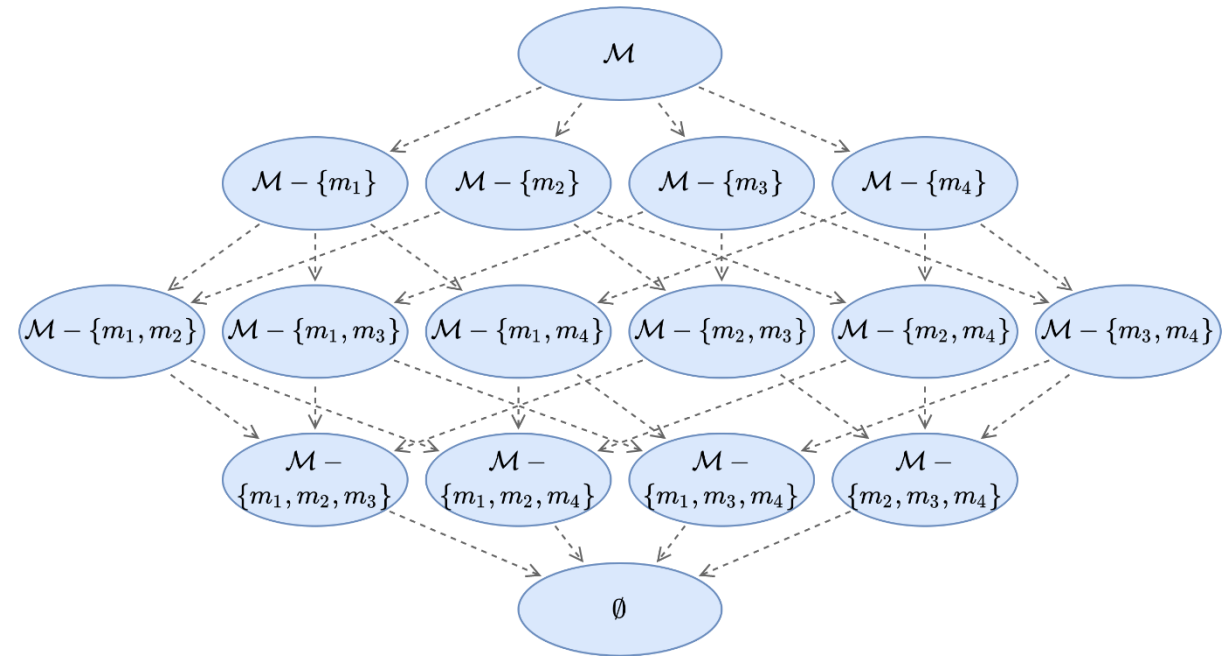 ℳ
ℳ − {m₁}
ℳ − {m₂}
ℳ − {m₃}
ℳ − {m₄}
ℳ − {m₁, m₂}
ℳ − {m₁, m₃}
ℳ − {m₁, m₄}
ℳ − {m₂, m₃}
ℳ − {m₂, m₄}
ℳ − {m₃, m₄}
ℳ −
{m₁, m₂, m₃}
ℳ −
{m₁, m₂, m₄}
ℳ −
{m₁, m₃, m₄}
ℳ −
{m₂, m₃, m₄}
∅